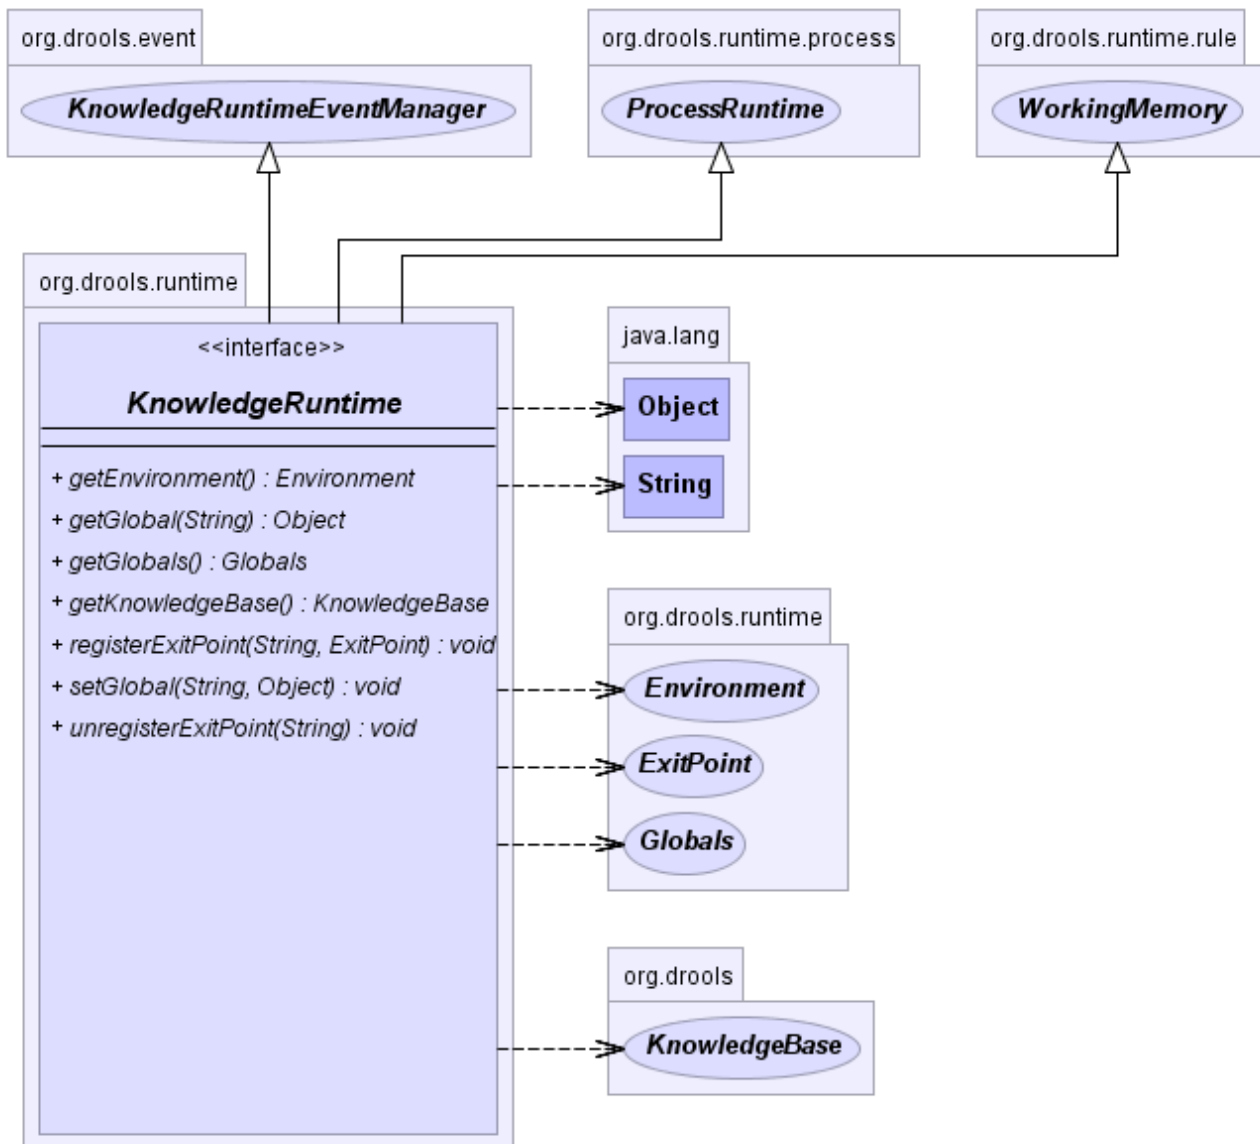 org.drools.event
KnowledgeRuntimeEventManager
org.drools.runtime.process
ProcessRuntime
org.drools.runtime.rule
WorkingMemory
org.drools.runtime
<<interface>>
KnowledgeRuntime
+ getEnvironment() : Environment
+ getGlobal(String) : Object
+ getGlobals() : Globals
+ getKnowledgeBase() : KnowledgeBase
+ registerExitPoint(String, ExitPoint) : void
+ setGlobal(String, Object) : void
+ unregisterExitPoint(String) : void
java.lang
Object
String
org.drools.runtime
Environment
ExitPoint
Globals
org.drools
KnowledgeBase